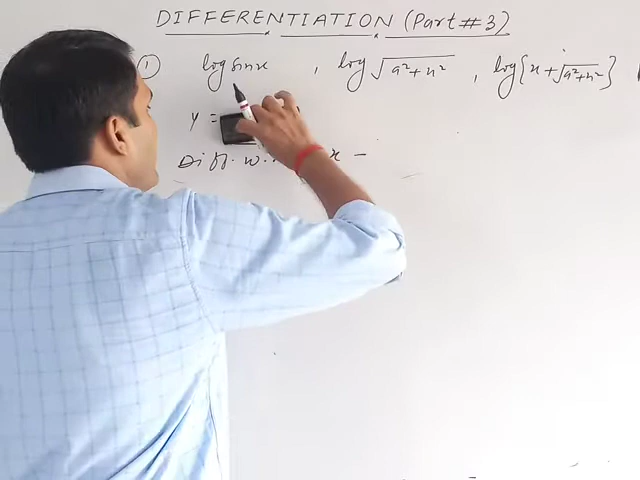 DIFFERENTIATION (Part # 3)
① log sinx , log √a²+x² , log{x+√a²+x²}
y =
Diff. w. x –